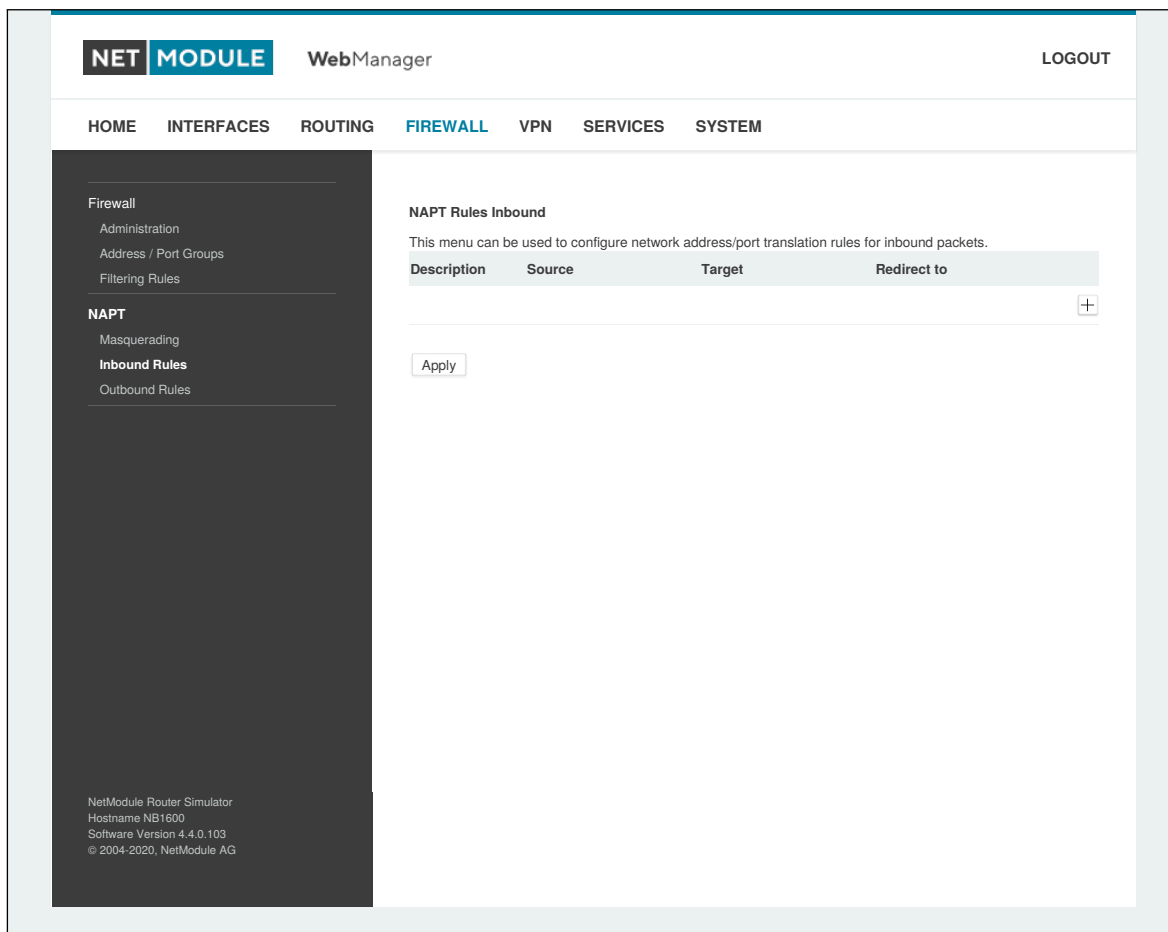 NET MODULE WebManager LOGOUT
HOME INTERFACES ROUTING FIREWALL VPN SERVICES SYSTEM
Firewall
Administration
Address / Port Groups
Filtering Rules
NAPT
Masquerading
Inbound Rules
Outbound Rules
NetModule Router Simulator
Hostname NB1600
Software Version 4.4.0.103
© 2004-2020, NetModule AG
NAPT Rules Inbound
This menu can be used to configure network address/port translation rules for inbound packets.
Description Source Target Redirect to
Apply